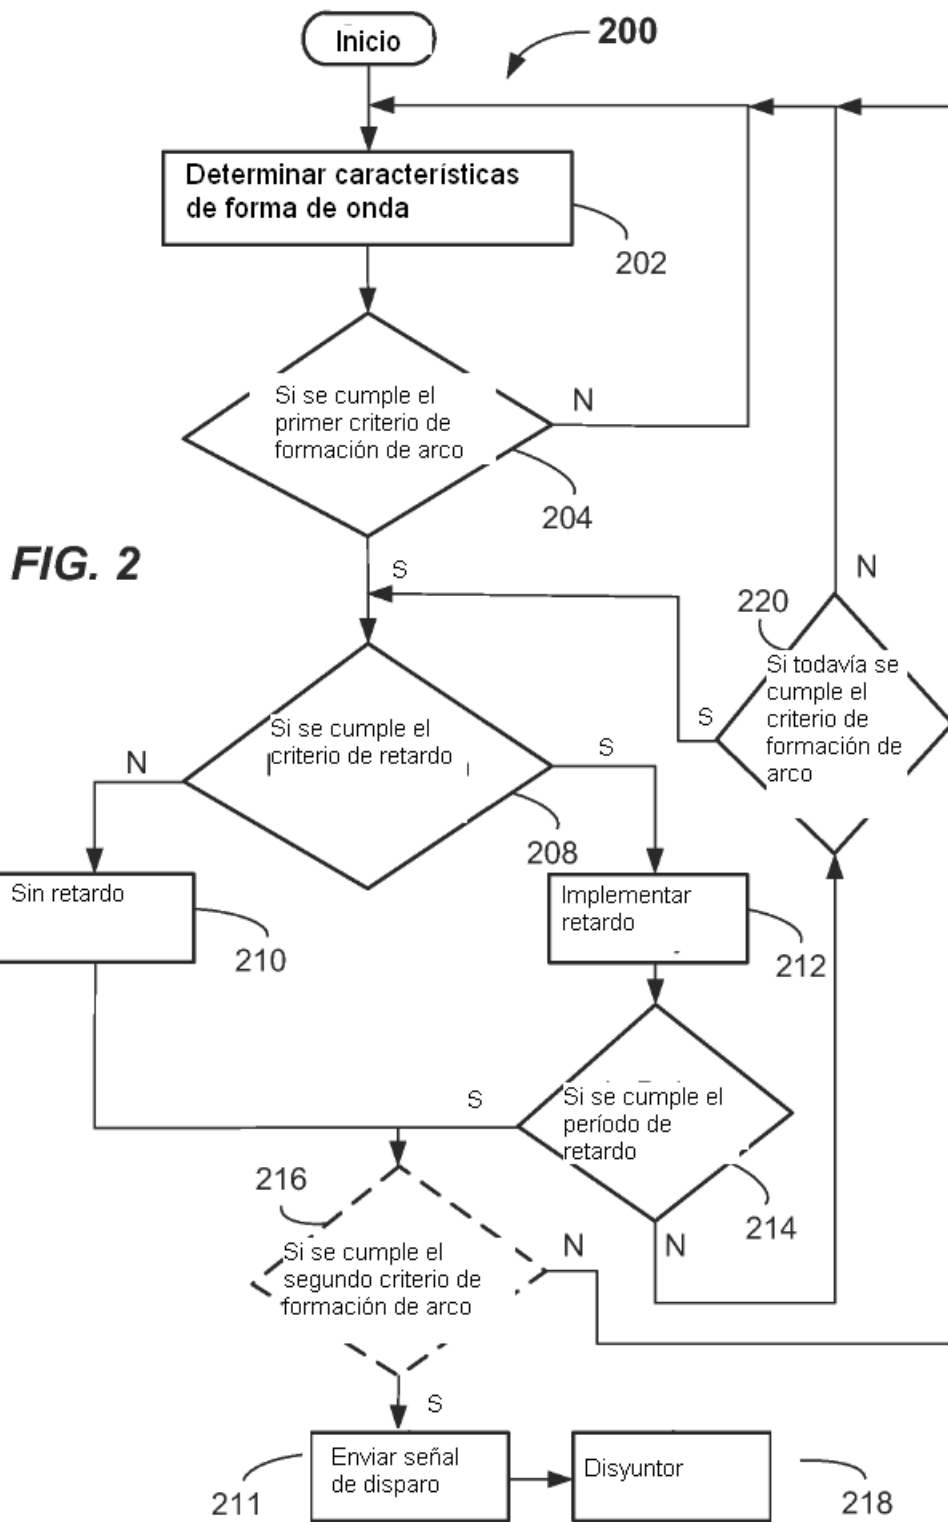 Inicio
200
Determinar características
de forma de onda
202
Si se cumple el
primer criterio de
formación de arco
N
204
FIG. 2
S
N
220
Si todavía se
cumple el
criterio de
formación de
arco
S
Si se cumple el
criterio de retardo
N
S
208
Sin retardo
210
Implementar
retardo
212
S
Si se cumple el
período de
retardo
214
N
216
Si se cumple el
segundo criterio de
formación de arco
N
S
Enviar señal
de disparo
211
Disyuntor
218